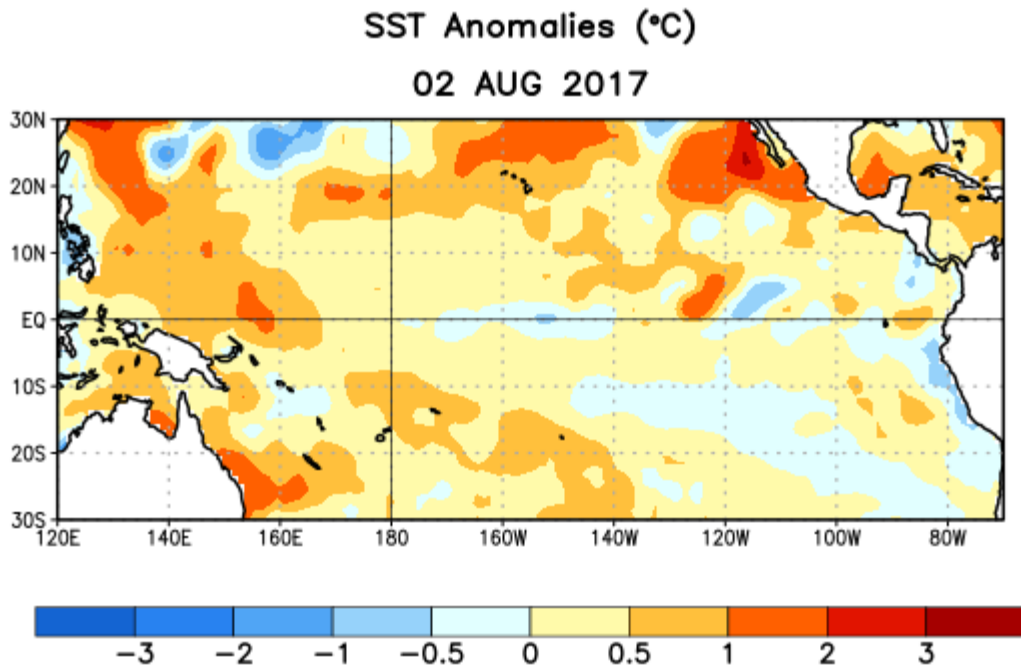 SST Anomalies (°C)
02 AUG 2017
30N
20N
10N
EQ
10S
20S
30S
120E 140E 160E 180 160W 140W 120W 100W 80W
-3 -2 -1 -0.5 0 0.5 1 2 3